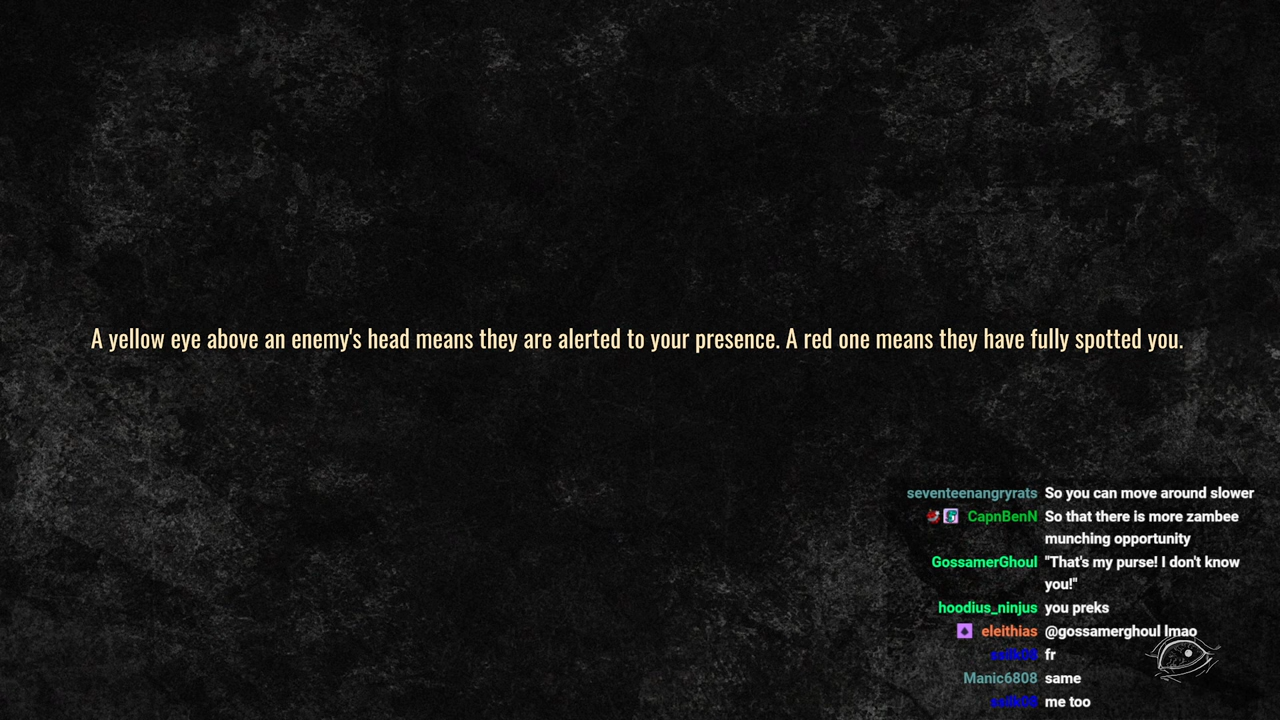 A yellow eye above an enemy's head means they are alerted to your presence. A red one means they have fully spotted you.
seventeenangryrats So you can move around slower
CapnBenN So that there is more zambee
munching opportunity
GossamerGhoul "That's my purse! I don't know
you!"
hoodius_ninjus you preks
eleithias @gossamerghoul lmao
fr
Manic6808 same
me too